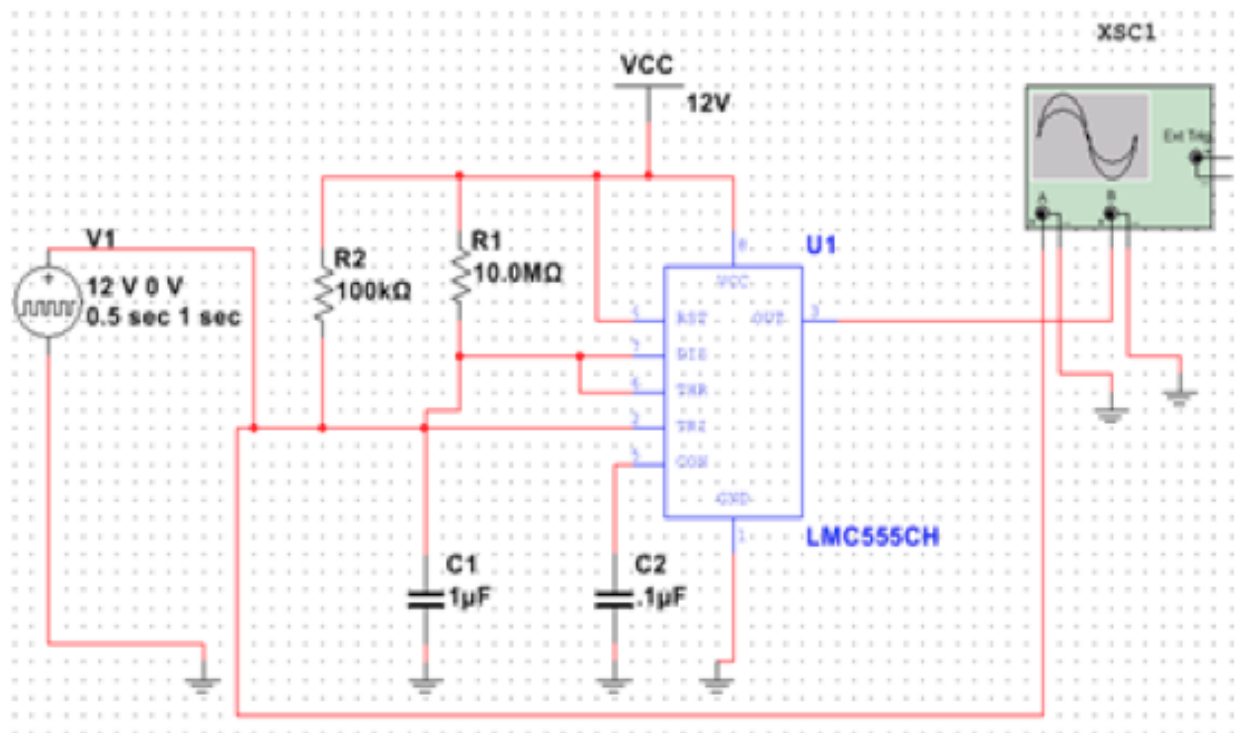 XSC1
VCC
12V
Ext Trig
A
B
V1
12 V 0 V
0.5 sec 1 sec
R2
100kΩ
R1
10.0MΩ
U1
8
VCC
4
RST
OUT
3
7
DIS
6
THR
2
TRI
5
CON
GND
1
LMC555CH
C1
1µF
C2
.1µF